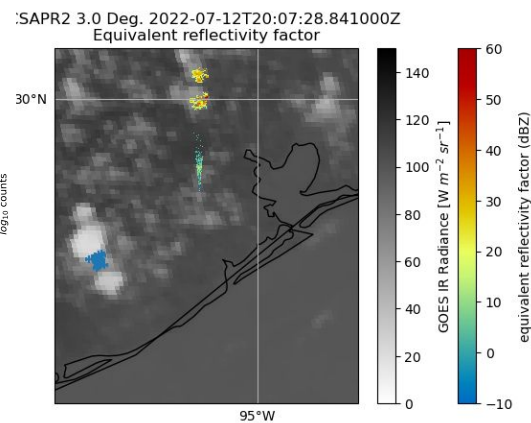 :SAPR2 3.0 Deg. 2022-07-12T20:07:28.841000Z
Equivalent reflectivity factor
30°N
95°W
log₁₀ counts
0
20
40
60
80
100
120
140
GOES IR Radiance [W m⁻² sr⁻¹]
−10
0
10
20
30
40
50
60
equivalent reflectivity factor (dBZ)